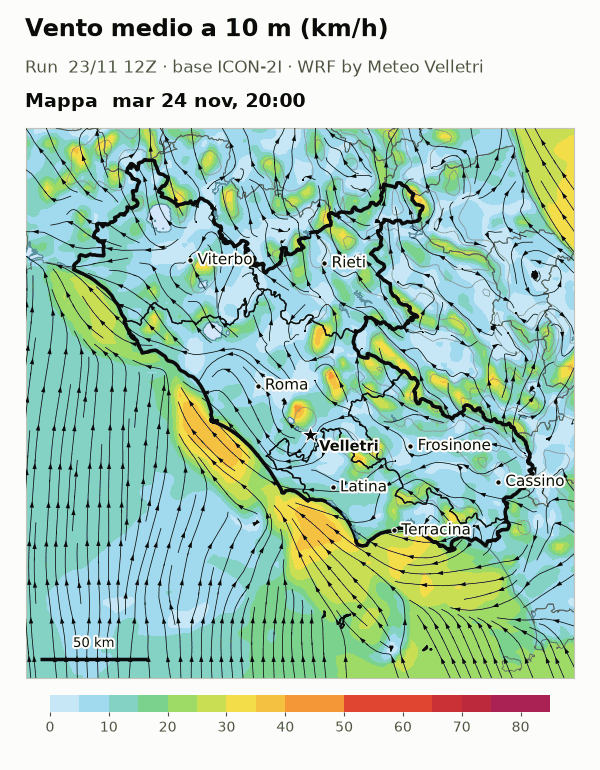 Vento medio a 10 m (km/h)
Run  23/11 12Z · base ICON-2I · WRF by Meteo Velletri
Mappa  mar 24 nov, 20:00
Viterbo
Rieti
Roma
Velletri
Frosinone
Latina
Cassino
Terracina
50 km
0 10 20 30 40 50 60 70 80